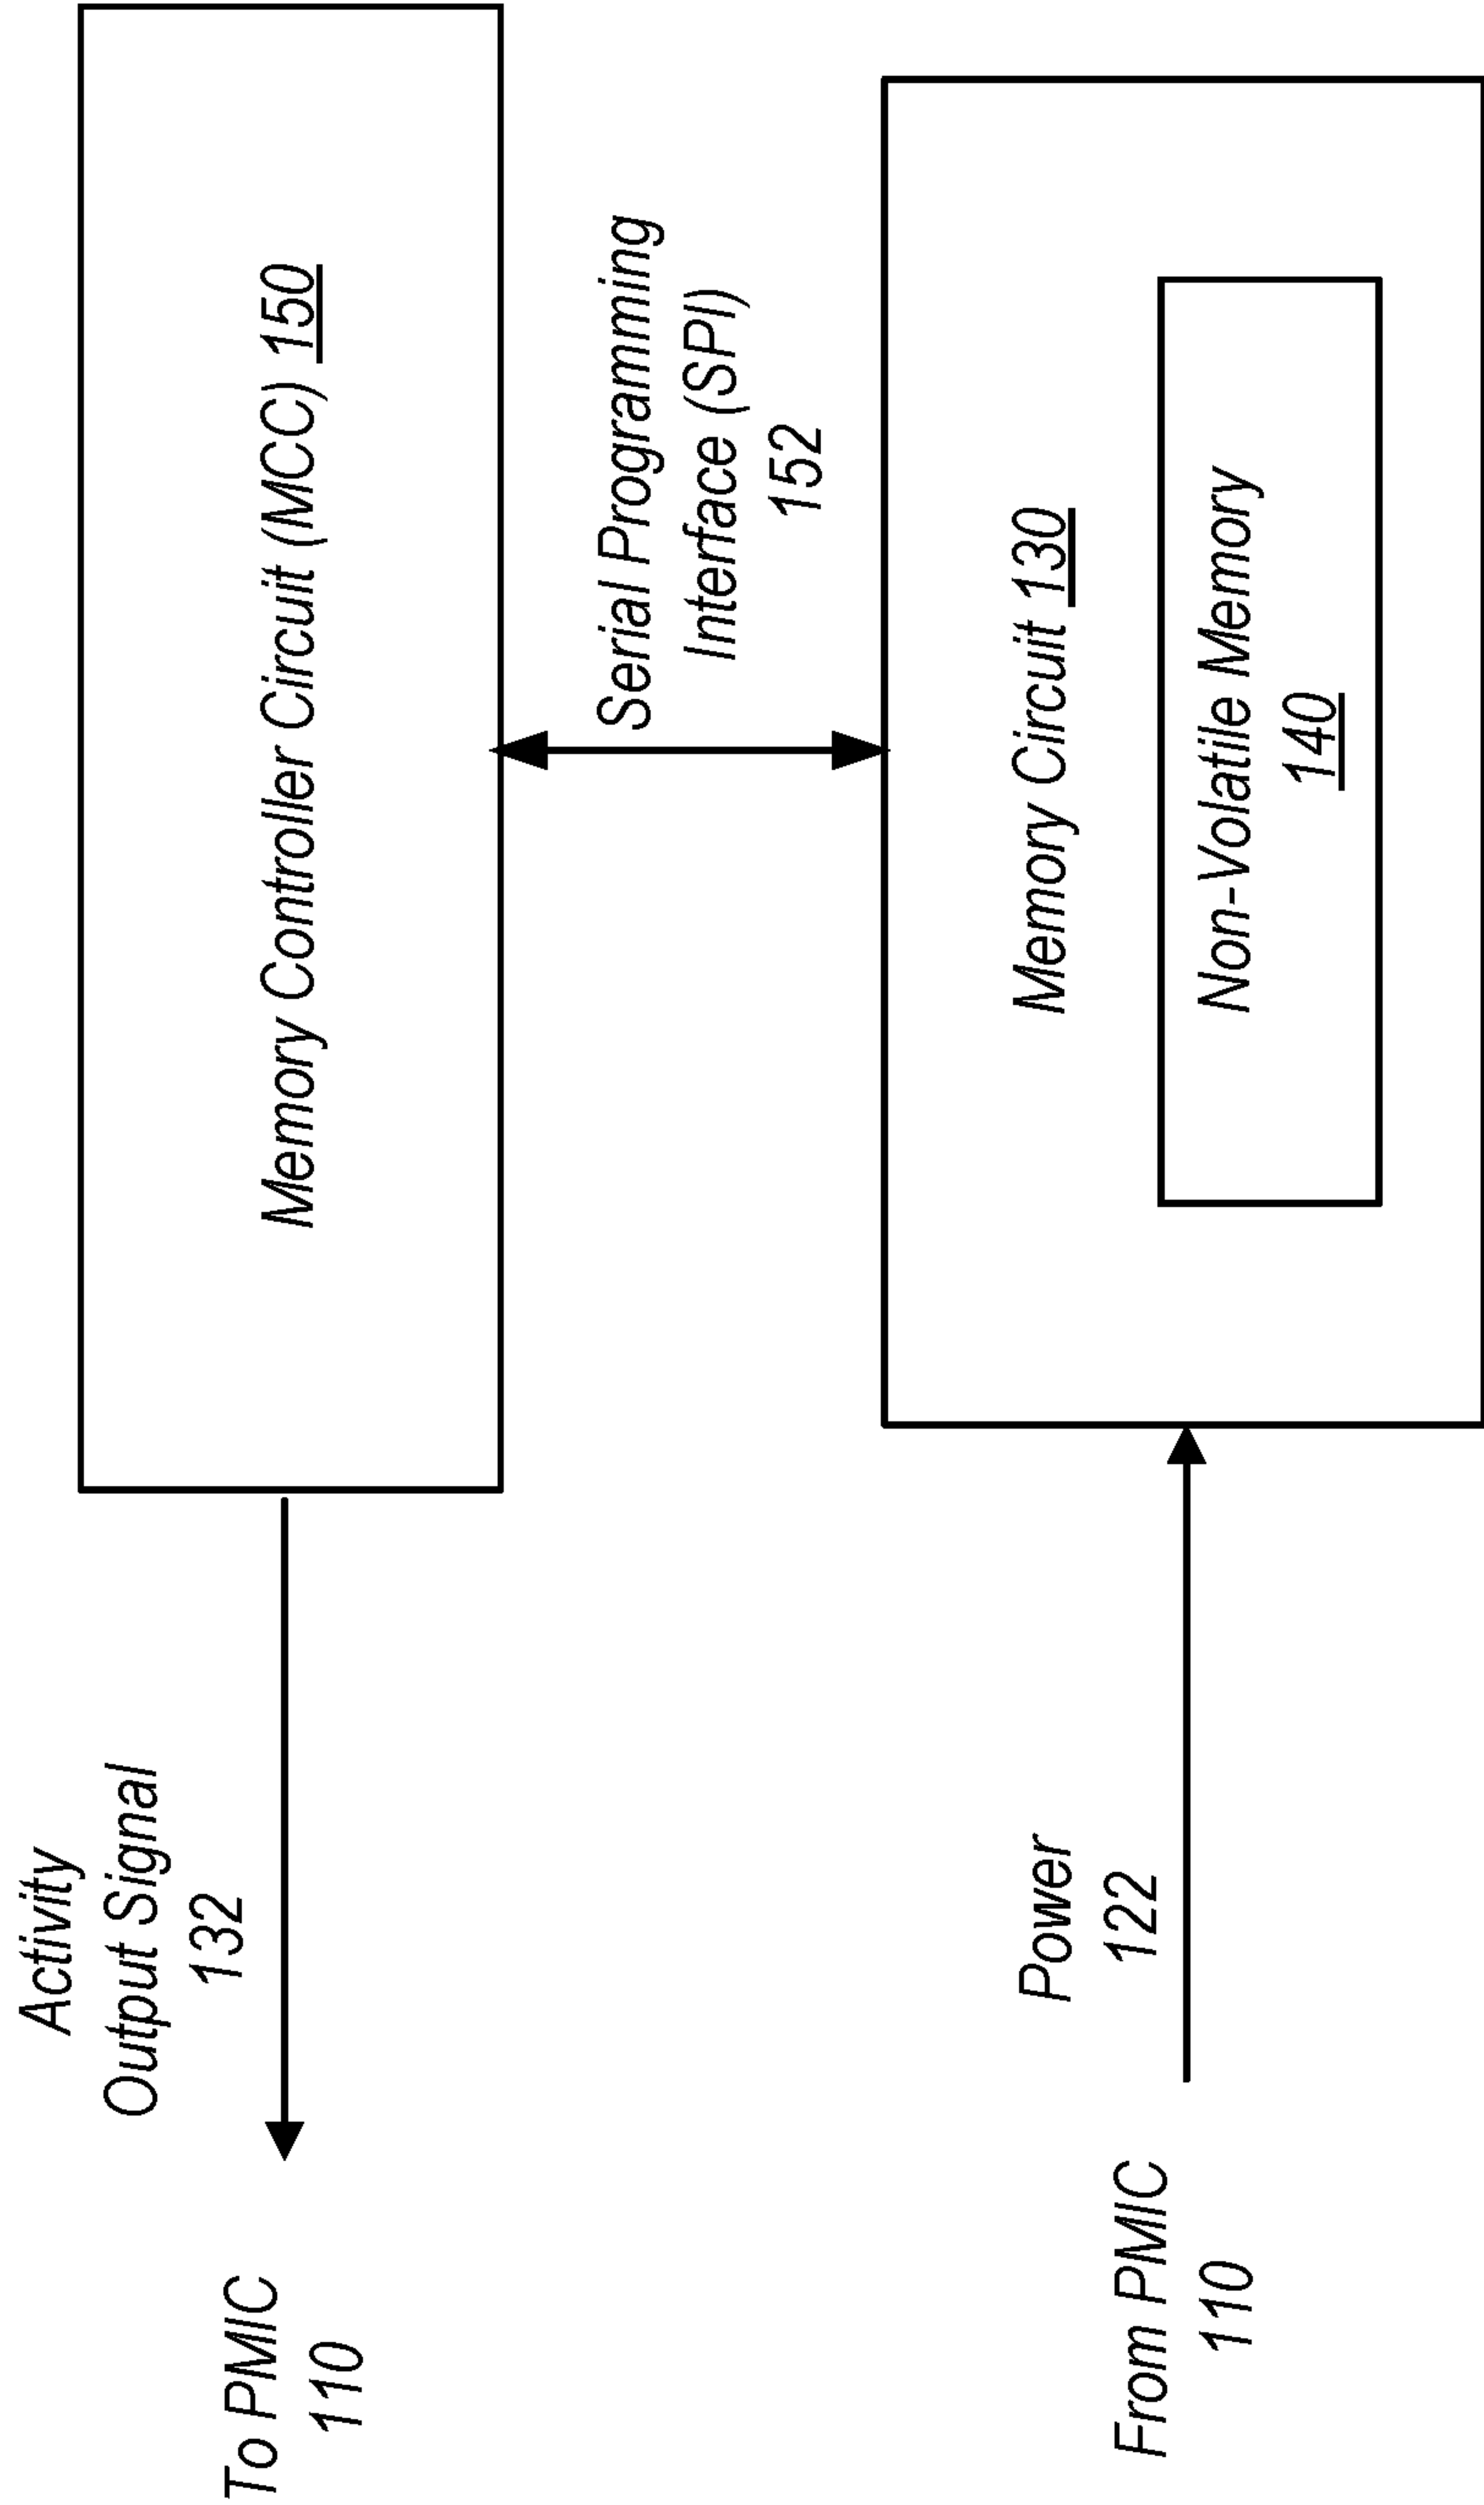 Activity
Output Signal
132
To PMIC
110
Memory Controller Circuit (MCC) 150
Serial Programming
Interface (SPI)
152
Power
122
From PMIC
110
Memory Circuit 130
Non-Volatile Memory
140